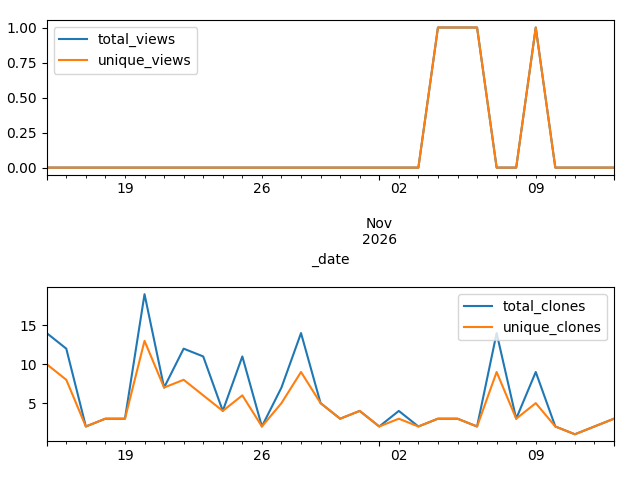 1.00
0.75
0.50
0.25
0.00
total_views
unique_views
19
26
02
09
Nov
2026
_date
15
10
5
total_clones
unique_clones
19
26
02
09